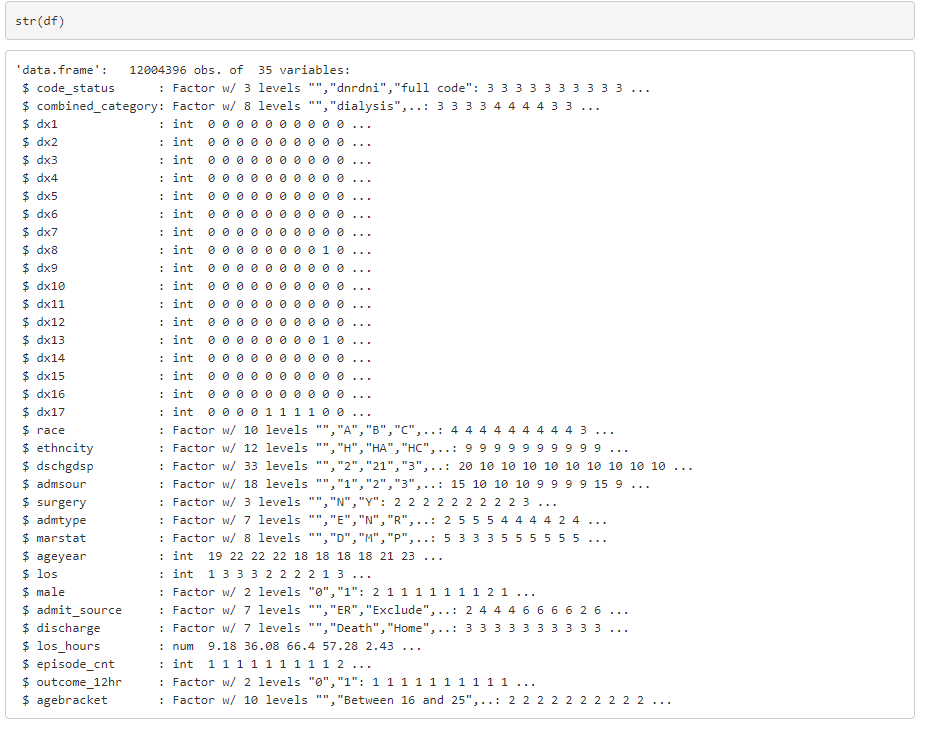 str(df)
'data.frame':   12004396 obs. of  35 variables:
 $ code_status      : Factor w/ 3 levels "","dnrdni","full code": 3 3 3 3 3 3 3 3 3 3 ...
 $ combined_category: Factor w/ 8 levels "","dialysis",..: 3 3 3 3 4 4 4 4 3 3 ...
 $ dx1              : int  0 0 0 0 0 0 0 0 0 0 ...
 $ dx2              : int  0 0 0 0 0 0 0 0 0 0 ...
 $ dx3              : int  0 0 0 0 0 0 0 0 0 0 ...
 $ dx4              : int  0 0 0 0 0 0 0 0 0 0 ...
 $ dx5              : int  0 0 0 0 0 0 0 0 0 0 ...
 $ dx6              : int  0 0 0 0 0 0 0 0 0 0 ...
 $ dx7              : int  0 0 0 0 0 0 0 0 0 0 ...
 $ dx8              : int  0 0 0 0 0 0 0 0 1 0 ...
 $ dx9              : int  0 0 0 0 0 0 0 0 0 0 ...
 $ dx10             : int  0 0 0 0 0 0 0 0 0 0 ...
 $ dx11             : int  0 0 0 0 0 0 0 0 0 0 ...
 $ dx12             : int  0 0 0 0 0 0 0 0 0 0 ...
 $ dx13             : int  0 0 0 0 0 0 0 0 1 0 ...
 $ dx14             : int  0 0 0 0 0 0 0 0 0 0 ...
 $ dx15             : int  0 0 0 0 0 0 0 0 0 0 ...
 $ dx16             : int  0 0 0 0 0 0 0 0 0 0 ...
 $ dx17             : int  0 0 0 0 1 1 1 1 0 0 ...
 $ race             : Factor w/ 10 levels "","A","B","C",..: 4 4 4 4 4 4 4 4 4 3 ...
 $ ethncity         : Factor w/ 12 levels "","H","HA","HC",..: 9 9 9 9 9 9 9 9 9 9 ...
 $ dschgdsp         : Factor w/ 33 levels "","2","21","3",..: 20 10 10 10 10 10 10 10 10 10 ...
 $ admsour          : Factor w/ 18 levels "","1","2","3",..: 15 10 10 10 9 9 9 9 15 9 ...
 $ surgery          : Factor w/ 3 levels "","N","Y": 2 2 2 2 2 2 2 2 2 3 ...
 $ admtype          : Factor w/ 7 levels "","E","N","R",..: 2 5 5 5 4 4 4 4 2 4 ...
 $ marstat          : Factor w/ 8 levels "","D","M","P",..: 5 3 3 3 5 5 5 5 5 5 ...
 $ ageyear          : int  19 22 22 22 18 18 18 18 21 23 ...
 $ los              : int  1 3 3 3 2 2 2 2 1 3 ...
 $ male             : Factor w/ 2 levels "0","1": 2 1 1 1 1 1 1 1 2 1 ...
 $ admit_source     : Factor w/ 7 levels "","ER","Exclude",..: 2 4 4 4 6 6 6 6 2 6 ...
 $ discharge        : Factor w/ 7 levels "","Death","Home",..: 3 3 3 3 3 3 3 3 3 3 ...
 $ los_hours        : num  9.18 36.08 66.4 57.28 2.43 ...
 $ episode_cnt      : int  1 1 1 1 1 1 1 1 1 2 ...
 $ outcome_12hr     : Factor w/ 2 levels "0","1": 1 1 1 1 1 1 1 1 1 1 ...
 $ agebracket       : Factor w/ 10 levels "","Between 16 and 25",..: 2 2 2 2 2 2 2 2 2 2 ...